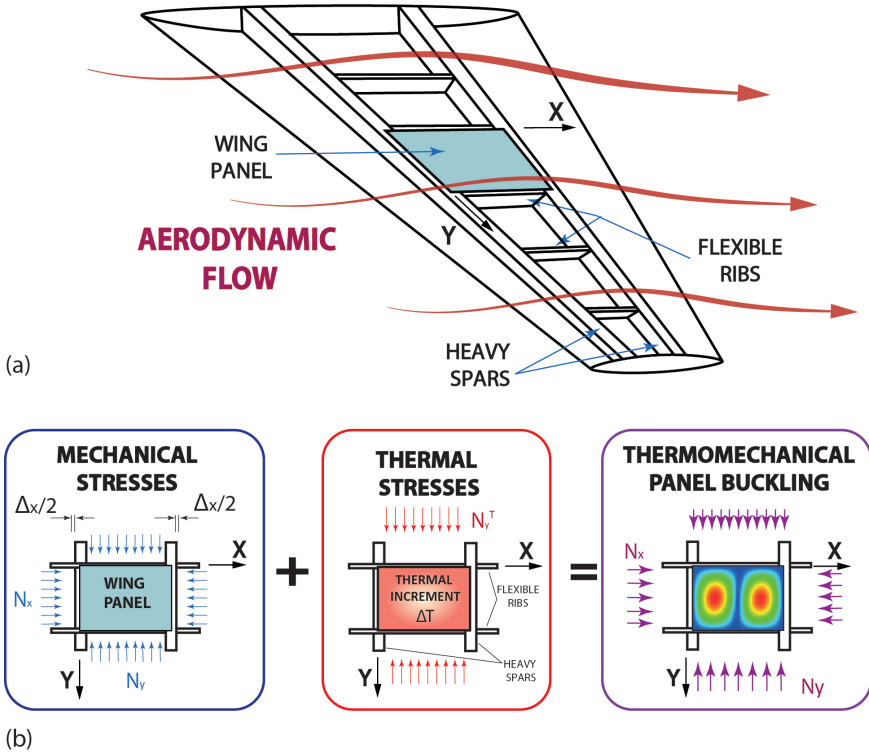 X
WING
PANEL
Y
AERODYNAMIC
FLOW
FLEXIBLE
RIBS
HEAVY
SPARS
(a)
MECHANICAL
STRESSES
Δx/2
Δx/2
X
WING
PANEL
Nx
Ny
Y
+
THERMAL
STRESSES
NyT
X
THERMAL
INCREMENT
ΔT
FLEXIBLE
RIBS
HEAVY
SPARS
Y
=
THERMOMECHANICAL
PANEL BUCKLING
Nx
X
Y
Ny
(b)